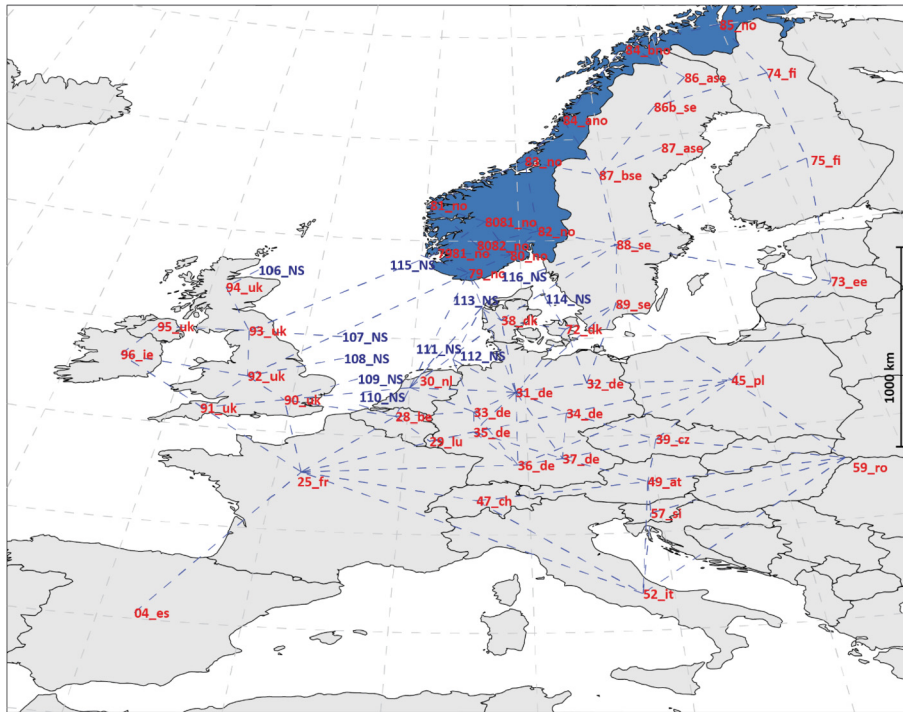 85_no
84_bno
74_fi
86_ase
86b_se
84_ano
87_ase
83_no
75_fi
87_bse
81_no
8081_no
82_no
8082_no
88_se
7981_no
80_no
115_NS
106_NS
79_no
116_NS
73_ee
94_uk
113_NS
114_NS
89_se
38_dk
95_uk
93_uk
72_dk
107_NS
96_ie
111_NS
112_NS
108_NS
92_uk
109_NS
30_nl
32_de
45_pl
31_de
90_uk
110_NS
91_uk
28_be
33_de
34_de
1000 km
35_de
29_lu
39_cz
36_de
37_de
59_ro
25_fr
49_at
47_ch
57_sl
52_it
04_es